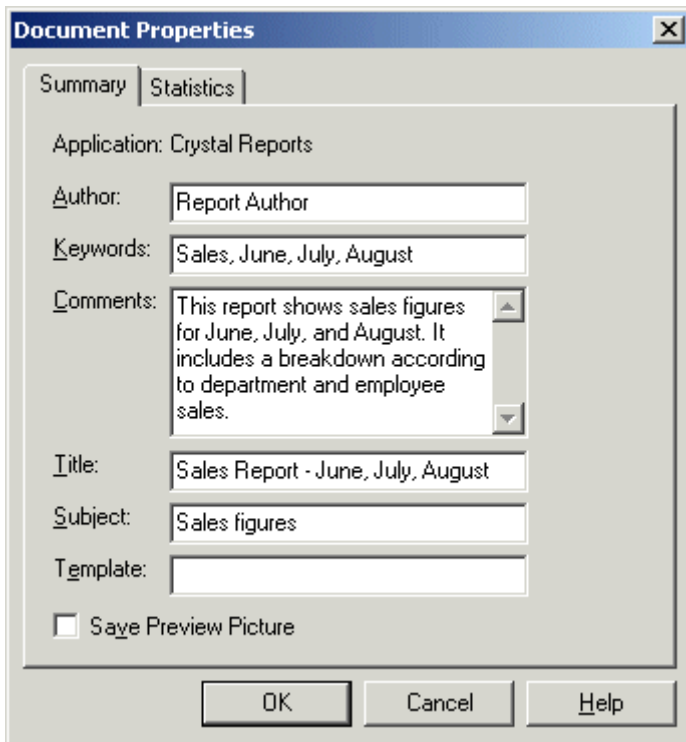 Document Properties
Summary
Statistics
Application: Crystal Reports
Author: Report Author
Keywords: Sales, June, July, August
Comments: This report shows sales figures
for June, July, and August. It
includes a breakdown according
to department and employee
sales.
Title: Sales Report - June, July, August
Subject: Sales figures
Template:
Save Preview Picture
OK
Cancel
Help